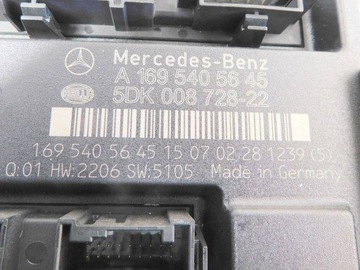 Mercedes-Benz
A 169 540 56 45
5DK 008 728-22
169 540 56 45 15 07 02 28 1239 (5)
Q:01 HW:2206 SW:5105 Made in Germany